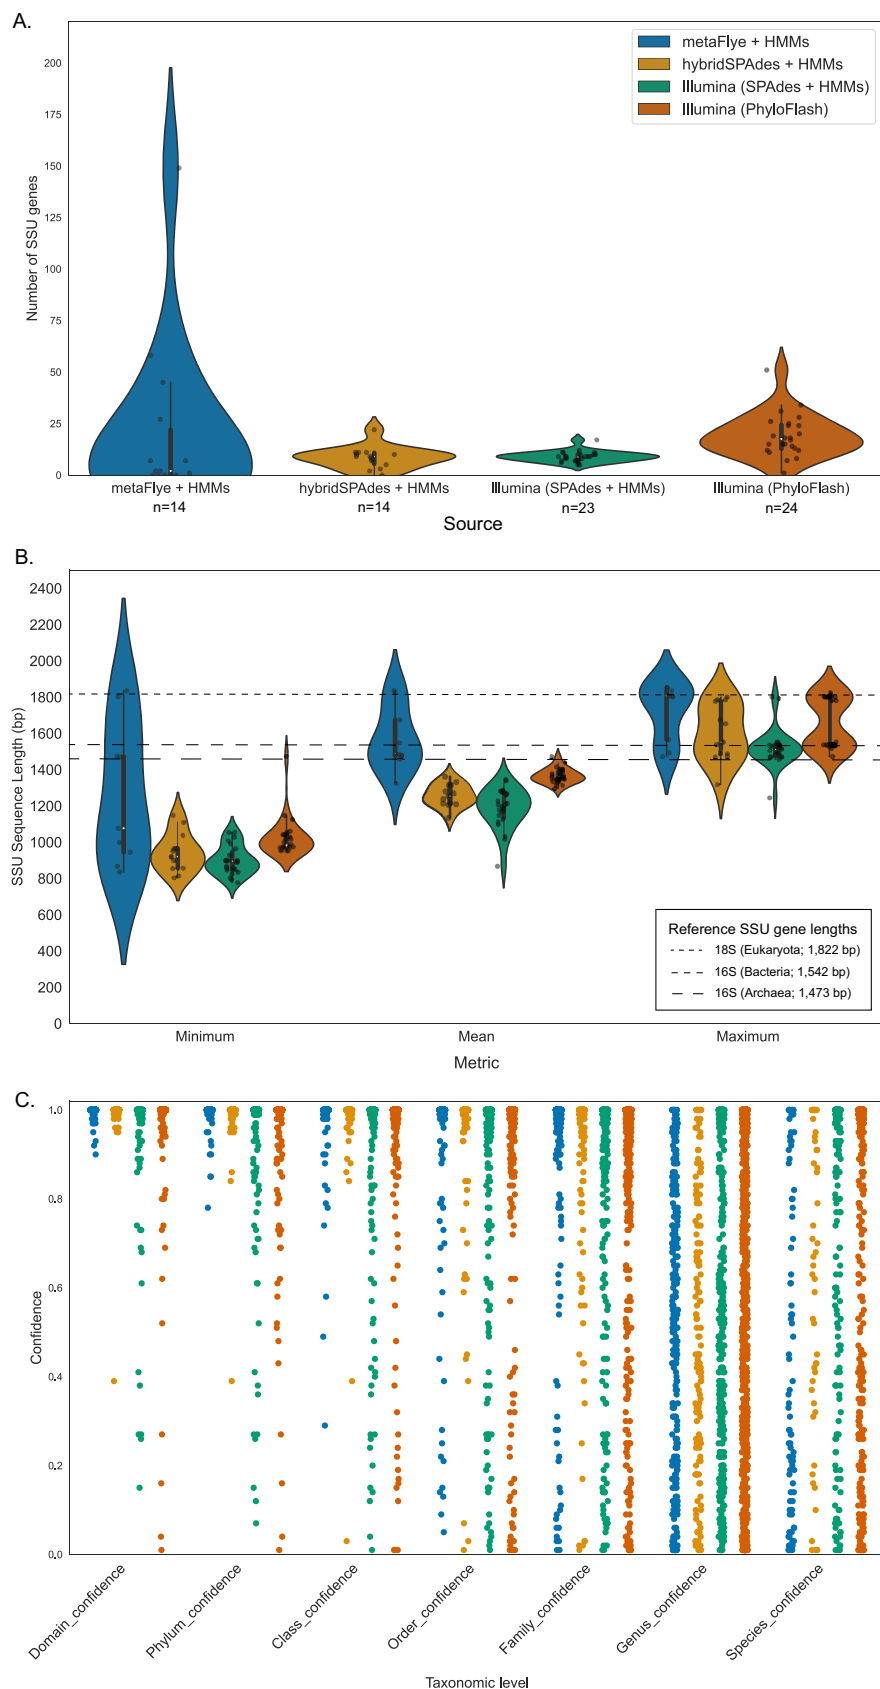 A.
200
175
150
125
100
75
50
25
0
Number of SSU genes
metaFlye + HMMs
hybridSPAdes + HMMs
Illumina (SPAdes + HMMs)
Illumina (PhyloFlash)
metaFlye + HMMs
n=14
hybridSPAdes + HMMs
n=14
Illumina (SPAdes + HMMs)
n=23
Illumina (PhyloFlash)
n=24
Source
B.
2400
2200
2000
1800
1600
1400
1200
1000
800
600
400
200
0
SSU Sequence Length (bp)
Reference SSU gene lengths
18S (Eukaryota; 1,822 bp)
16S (Bacteria; 1,542 bp)
16S (Archaea; 1,473 bp)
Minimum
Mean
Maximum
Metric
C.
1.0
0.8
0.6
0.4
0.2
0.0
Confidence
Domain_confidence
Phylum_confidence
Class_confidence
Order_confidence
Family_confidence
Genus_confidence
Species_confidence
Taxonomic level